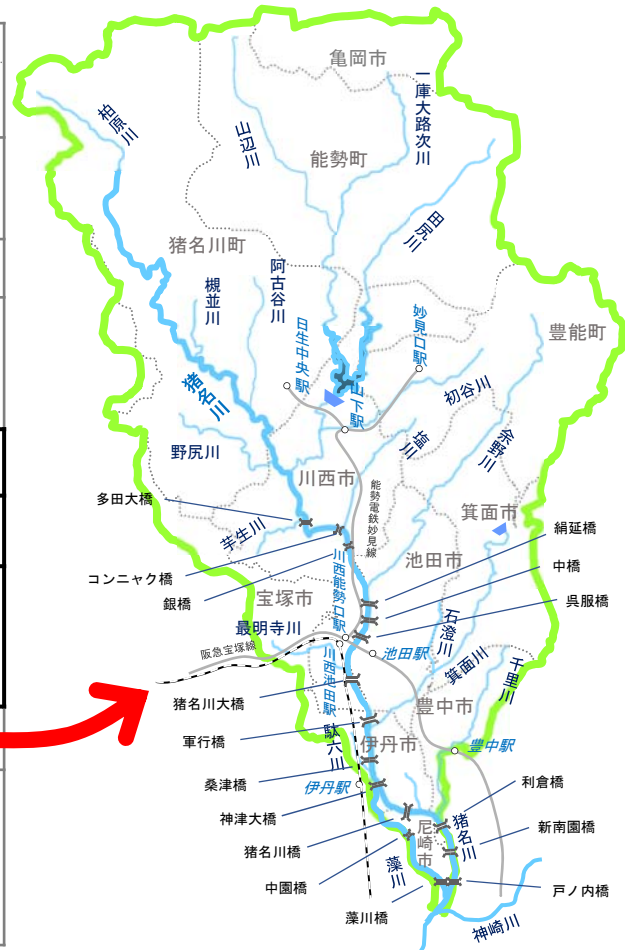 亀岡市
一庫大路次川
柏原川
山辺川
能勢町
田尻川
猪名川町
阿古谷川
槻並川
日生中央駅
妙見口駅
豊能町
山下駅
猪名川
初谷川
余野川
塩川
野尻川
川西市
能勢電鉄妙見線
箕面市
多田大橋
芋生川
絹延橋
池田市
中橋
コンニャク橋
銀橋
川西能勢口駅
宝塚市
呉服橋
石澄川
最明寺川
阪急宝塚線
池田駅
箕面川
千里川
川西池田駅
猪名川大橋
豊中市
軍行橋
駄六川
伊丹市
豊中駅
桑津橋
伊丹駅
利倉橋
神津大橋
猪名川橋
尼崎市
猪名川
新南園橋
中園橋
藻川
戸ノ内橋
藻川橋
神崎川